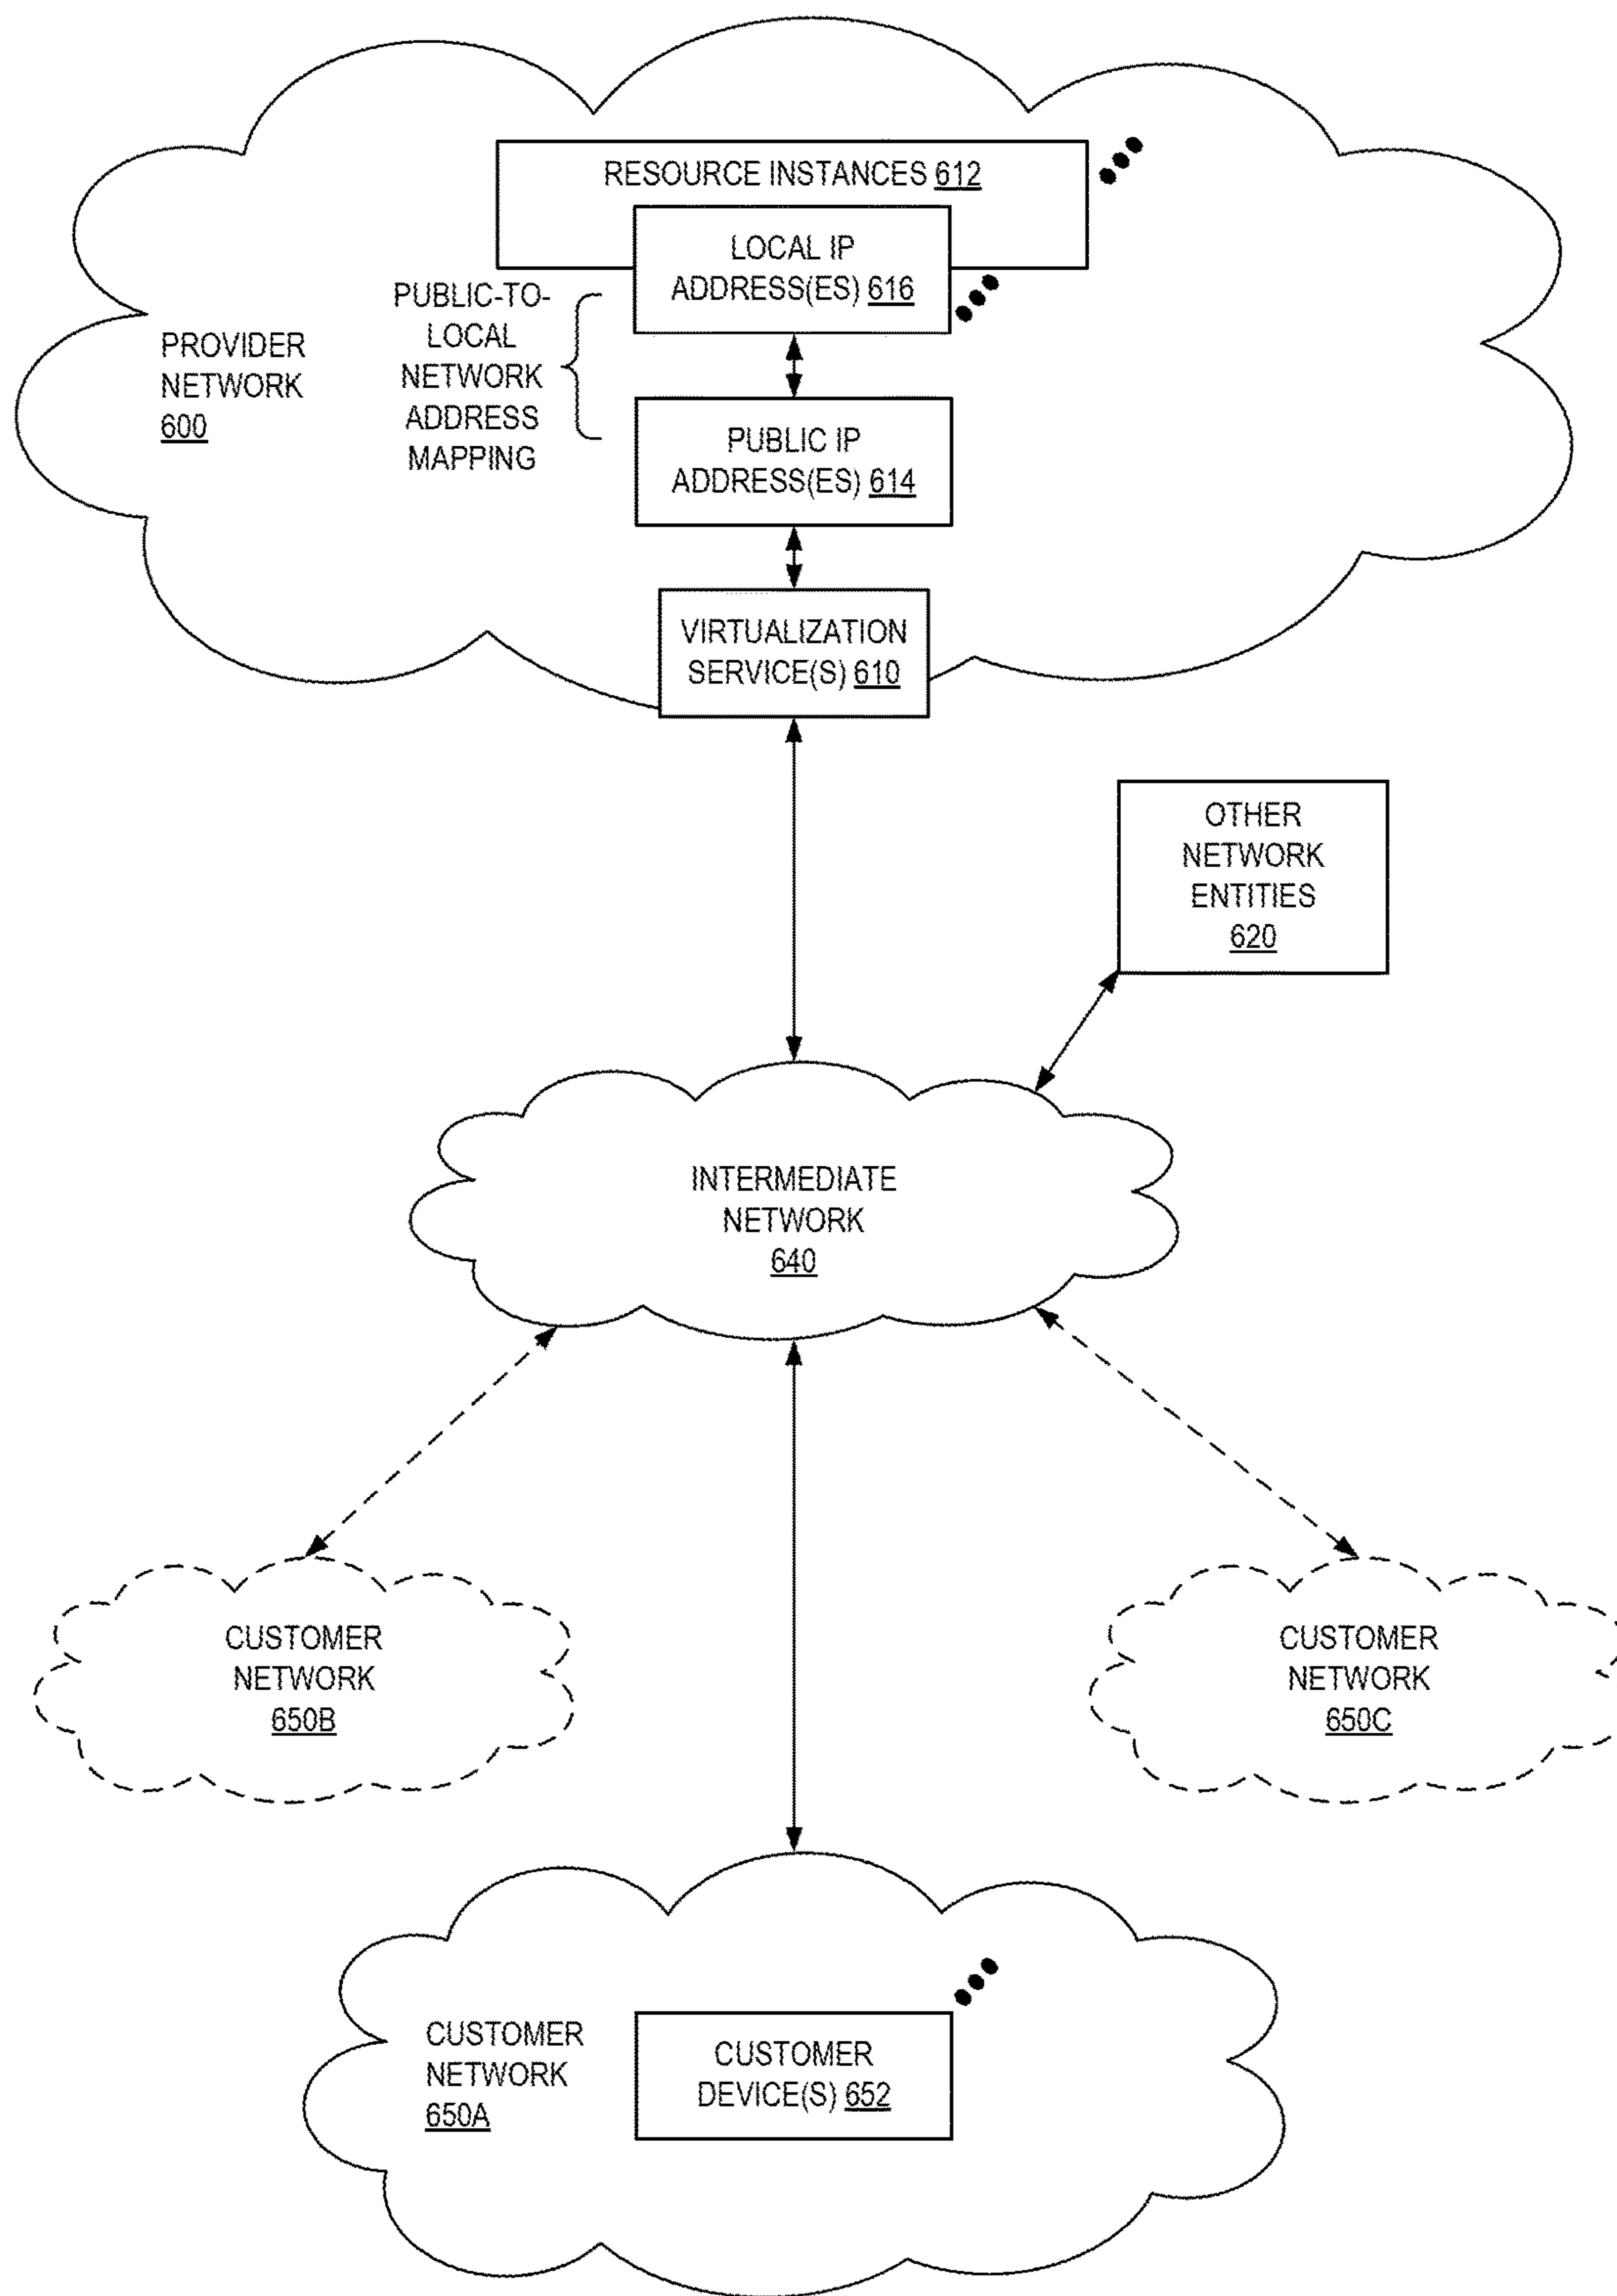 RESOURCE INSTANCES 612
LOCAL IP
ADDRESS(ES) 616
PUBLIC-TO-
LOCAL
NETWORK
ADDRESS
MAPPING
PROVIDER
NETWORK
600
PUBLIC IP
ADDRESS(ES) 614
VIRTUALIZATION
SERVICE(S) 610
OTHER
NETWORK
ENTITIES
620
INTERMEDIATE
NETWORK
640
CUSTOMER
NETWORK
650B
CUSTOMER
NETWORK
650C
CUSTOMER
NETWORK
650A
CUSTOMER
DEVICE(S) 652